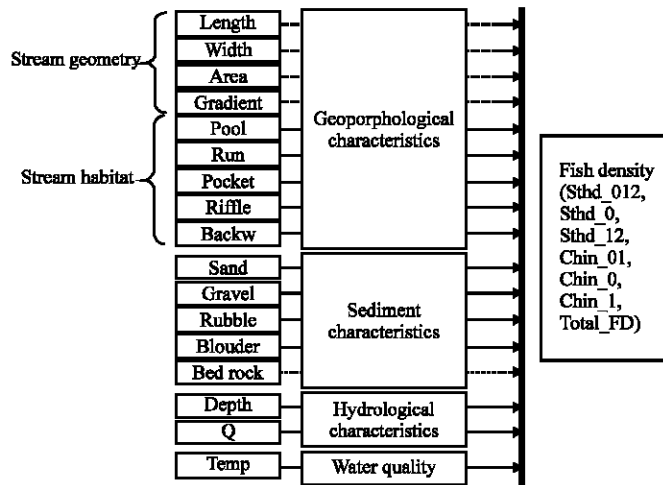 Stream geometry
Length
Width
Area
Gradient
Stream habitat
Pool
Run
Pocket
Riffle
Backw
Geoporphological
characteristics
Sand
Gravel
Rubble
Blouder
Bed rock
Sediment
characteristics
Depth
Q
Hydrological
characteristics
Temp
Water quality
Fish density
(Sthd_012,
Sthd_0,
Sthd_12,
Chin_01,
Chin_0,
Chin_1,
Total_FD)